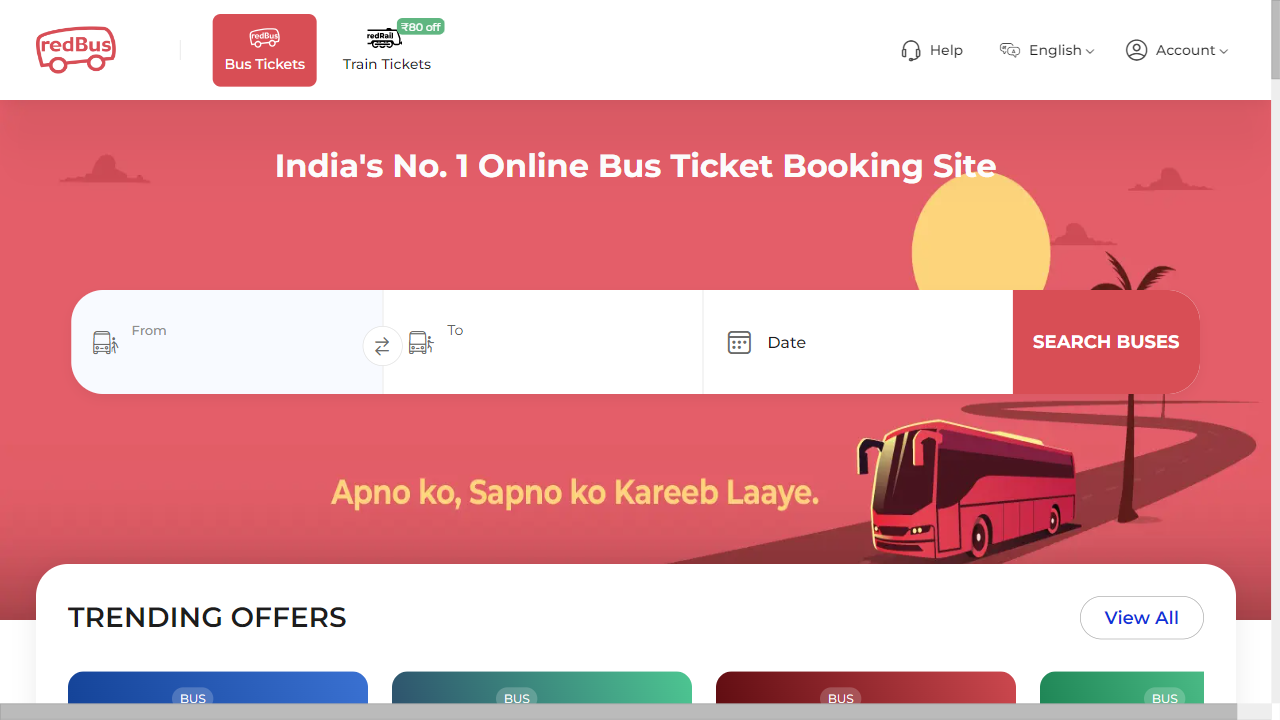 redBus
redBus
Bus Tickets
redRail
₹80 off
Train Tickets
Help
English
Account
India's No. 1 Online Bus Ticket Booking Site
From
To
Date
SEARCH BUSES
Apno ko, Sapno ko Kareeb Laaye.
TRENDING OFFERS
View All
BUS
BUS
BUS
BUS